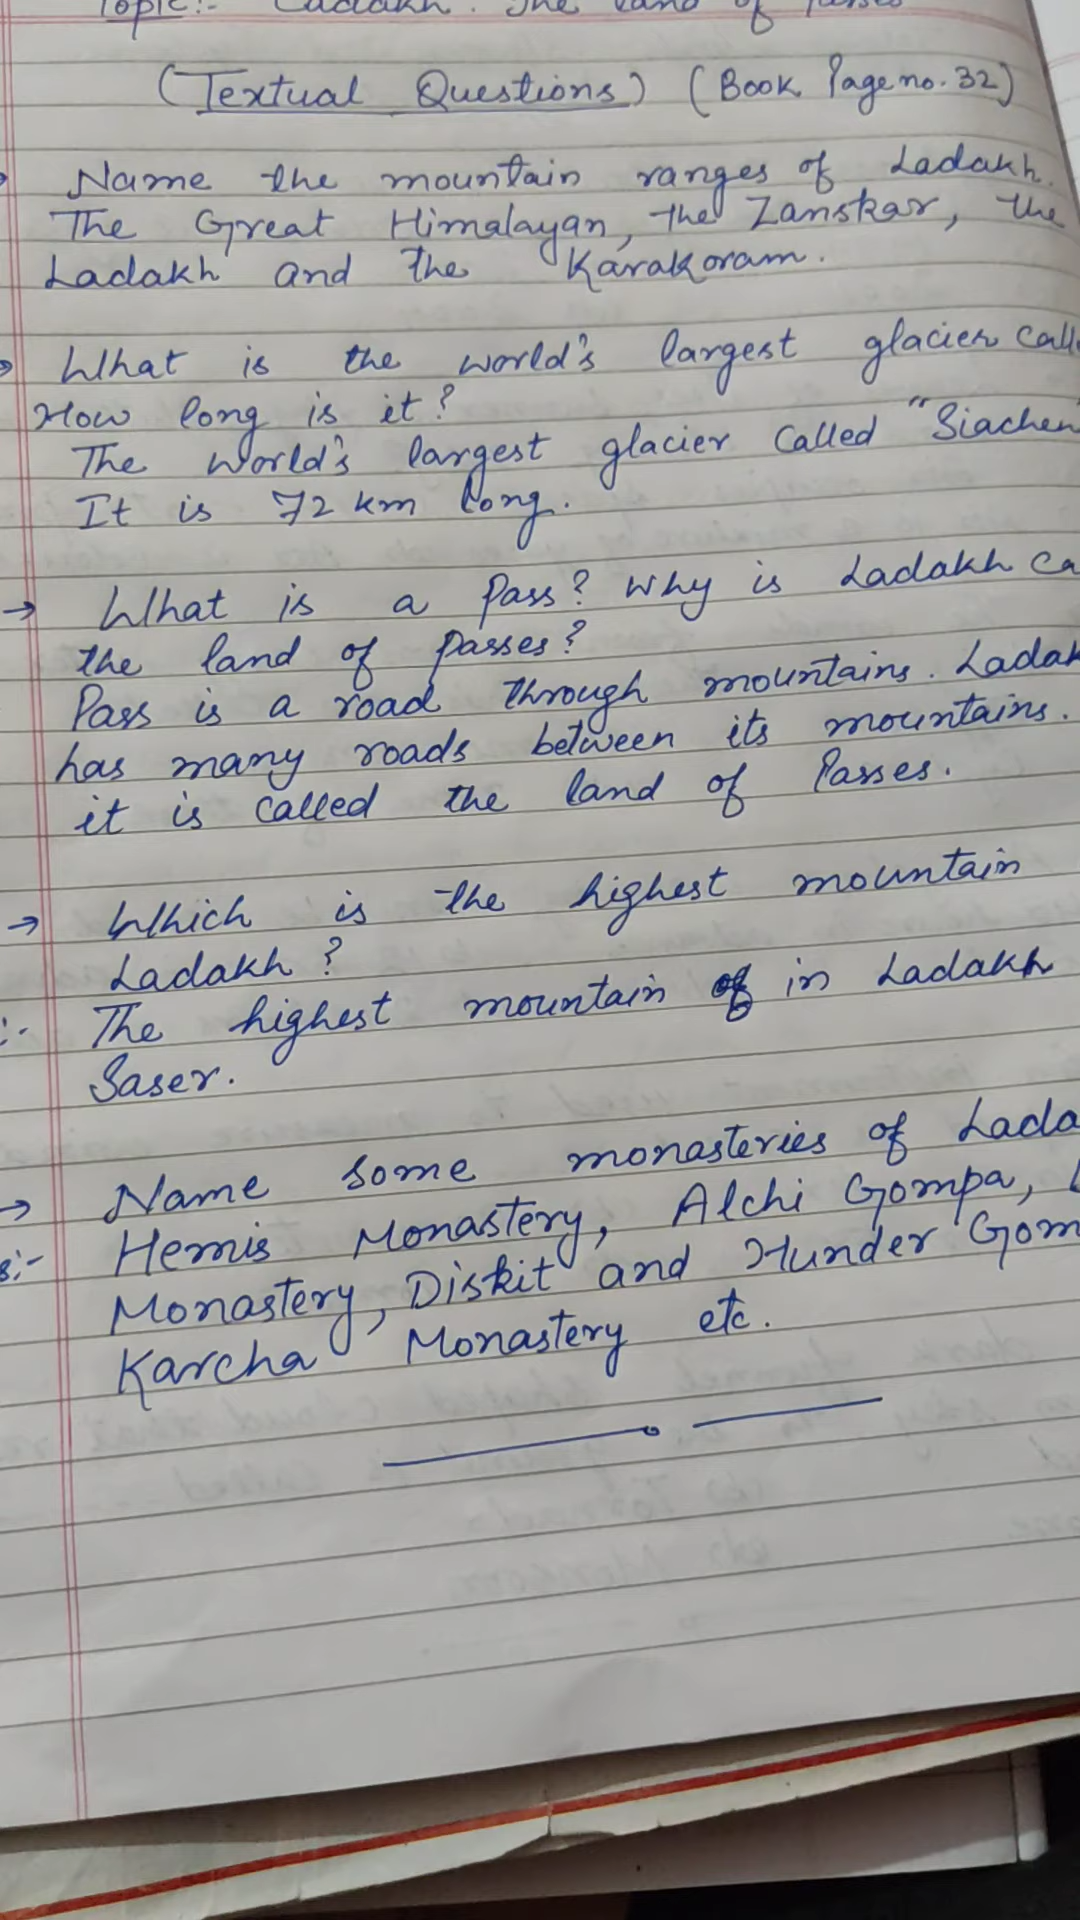 Topic:- Ladakh: The land of Passes
(Textual Questions) (Book Page no. 32)
Name the mountain ranges of Ladakh.
The Great Himalayan, the Zanskar, the
Ladakh and the Karakoram.
What is the world's largest glacier call
How long is it?
The world's largest glacier called "Siachen"
It is 72 km long.
→ What is a pass? Why is Ladakh ca
the land of passes?
Pass is a road through mountains. Ladak
has many roads between its mountains.
it is called the land of Passes.
→ Which is the highest mountain
Ladakh?
:- The highest mountain in Ladakh
Saser.
→ Name some monasteries of Lada
s:- Hemis Monastery, Alchi Gompa,
Monastery, Diskit and Hunder Gom
Karcha Monastery etc.